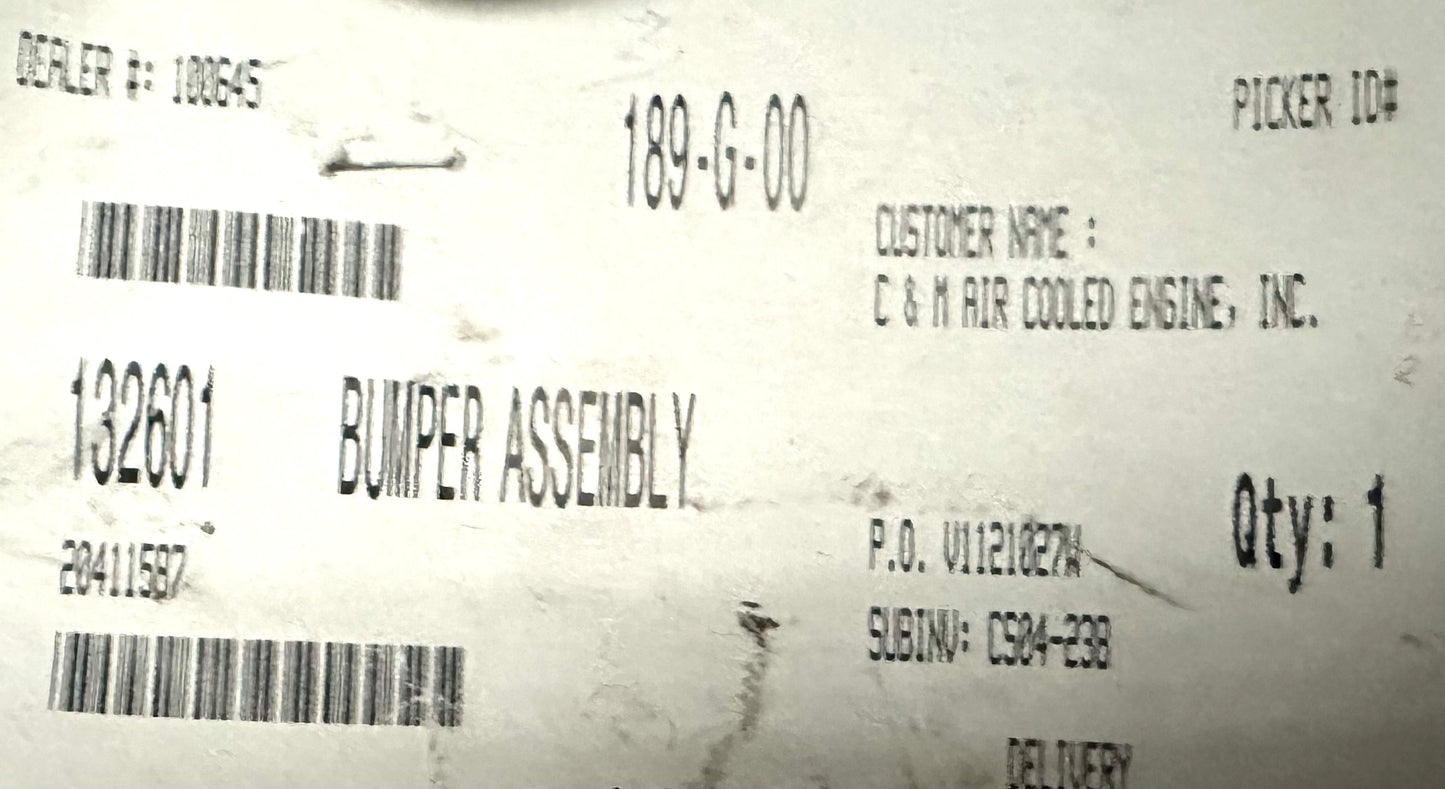 DEALER #: 100645
189-G-00
PICKER ID#
CUSTOMER NAME :
C & M AIR COOLED ENGINE, INC.
132601 BUMPER ASSEMBLY
Qty: 1
20411587
P.O. V1121027W
SUBINV: CS04-23B
DELIVERY